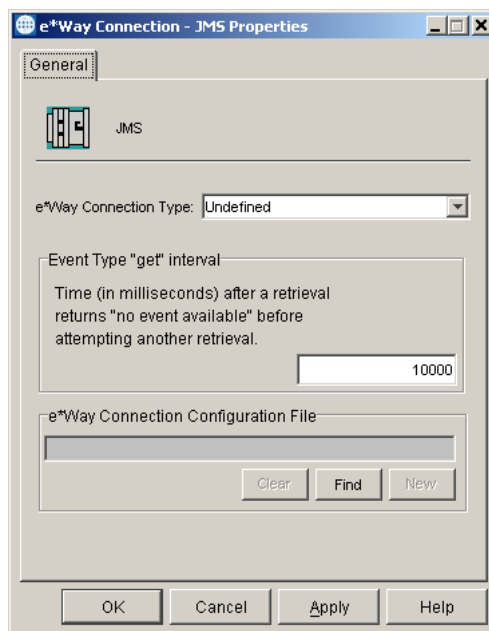 e*Way Connection - JMS Properties
General
JMS
e*Way Connection Type: Undefined
Event Type "get" interval
Time (in milliseconds) after a retrieval
returns "no event available" before
attempting another retrieval.
10000
e*Way Connection Configuration File
Clear Find New
OK Cancel Apply Help